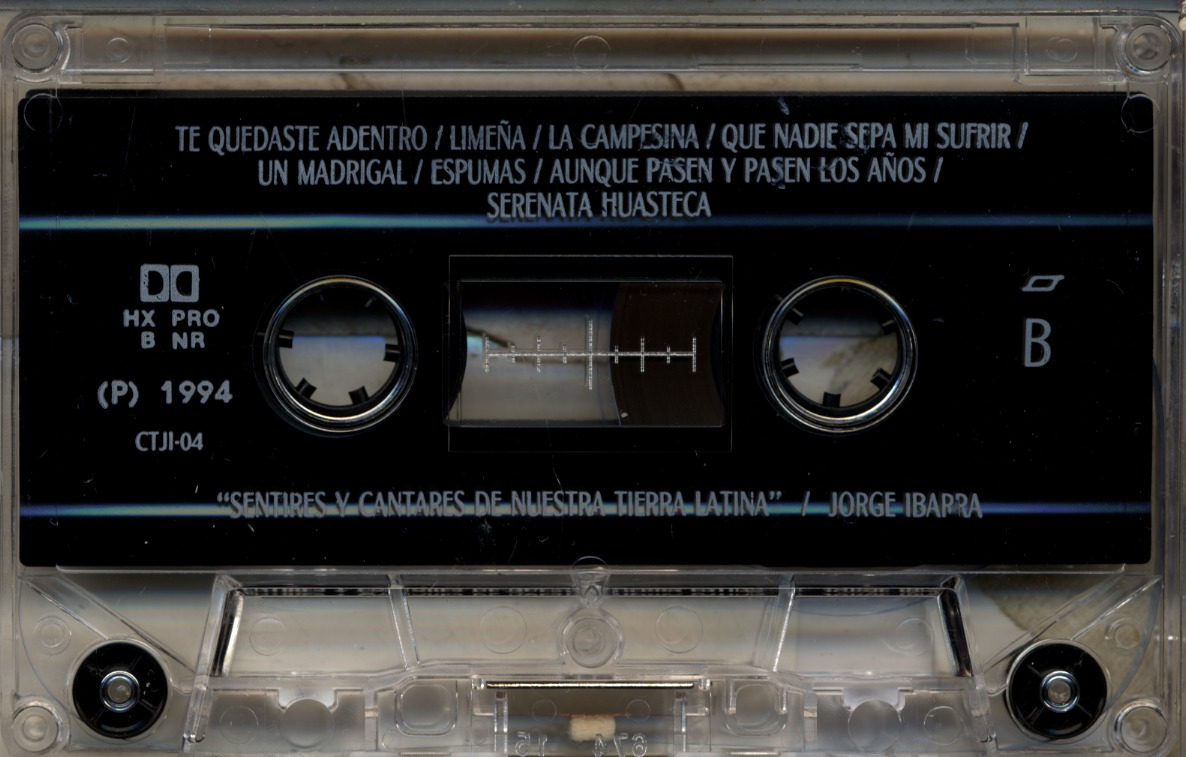 TE QUEDASTE ADENTRO / LIMEÑA / LA CAMPESINA / QUE NADIE SEPA MI SUFRIR /
UN MADRIGAL / ESPUMAS / AUNQUE PASEN Y PASEN LOS AÑOS /
SERENATA HUASTECA
HX PRO
B NR
(P) 1994
CTJI-04
B
“SENTIRES Y CANTARES DE NUESTRA TIERRA LATINA” / JORGE IBARRA